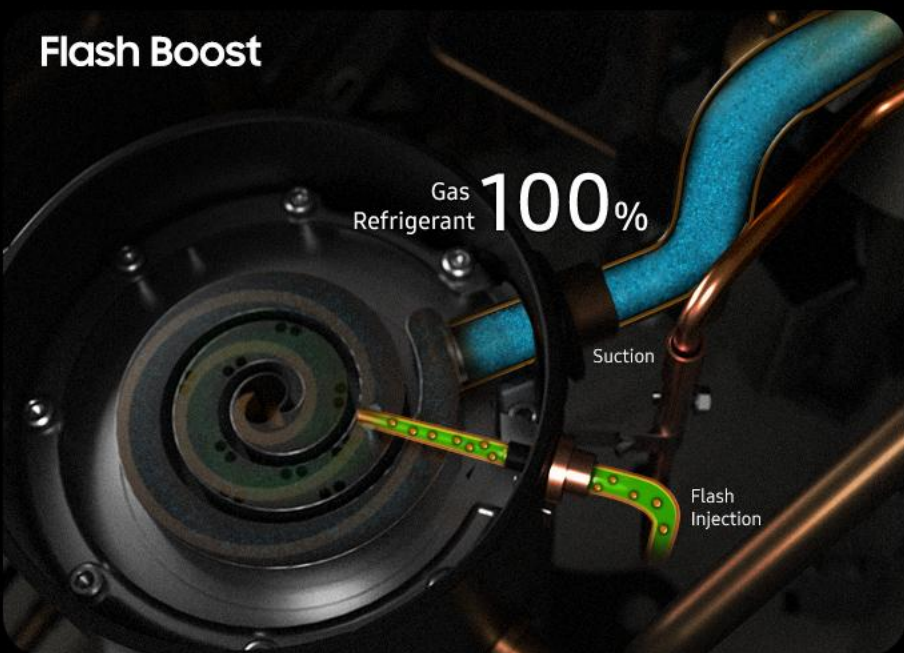 Flash Boost
Gas
Refrigerant 100%
Suction
Flash
Injection